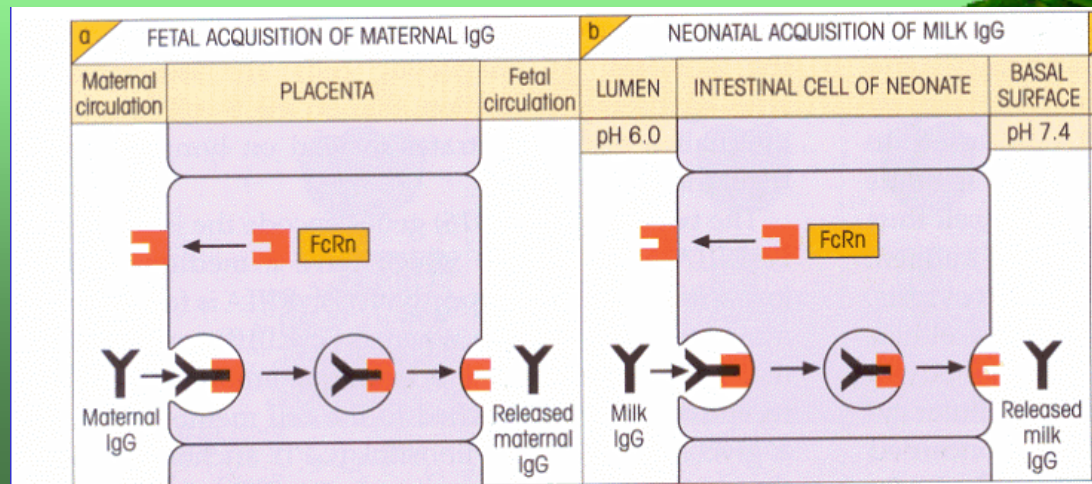 a
FETAL ACQUISITION OF MATERNAL IgG
Maternal
circulation
PLACENTA
Fetal
circulation
FcRn
Maternal
IgG
Released
maternal
IgG
b
NEONATAL ACQUISITION OF MILK IgG
LUMEN
INTESTINAL CELL OF NEONATE
BASAL
SURFACE
pH 6.0
pH 7.4
FcRn
Milk
IgG
Released
milk
IgG